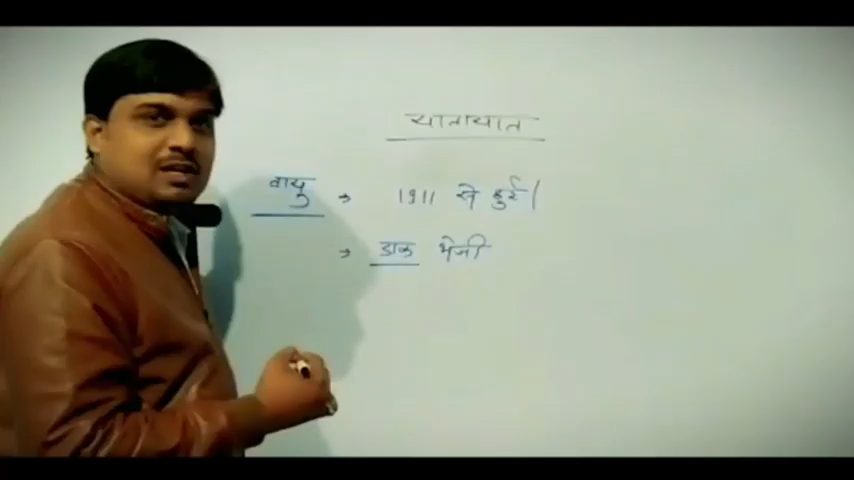 यातायात
वायु → 1911 से हुई।
→ डाक भेजी